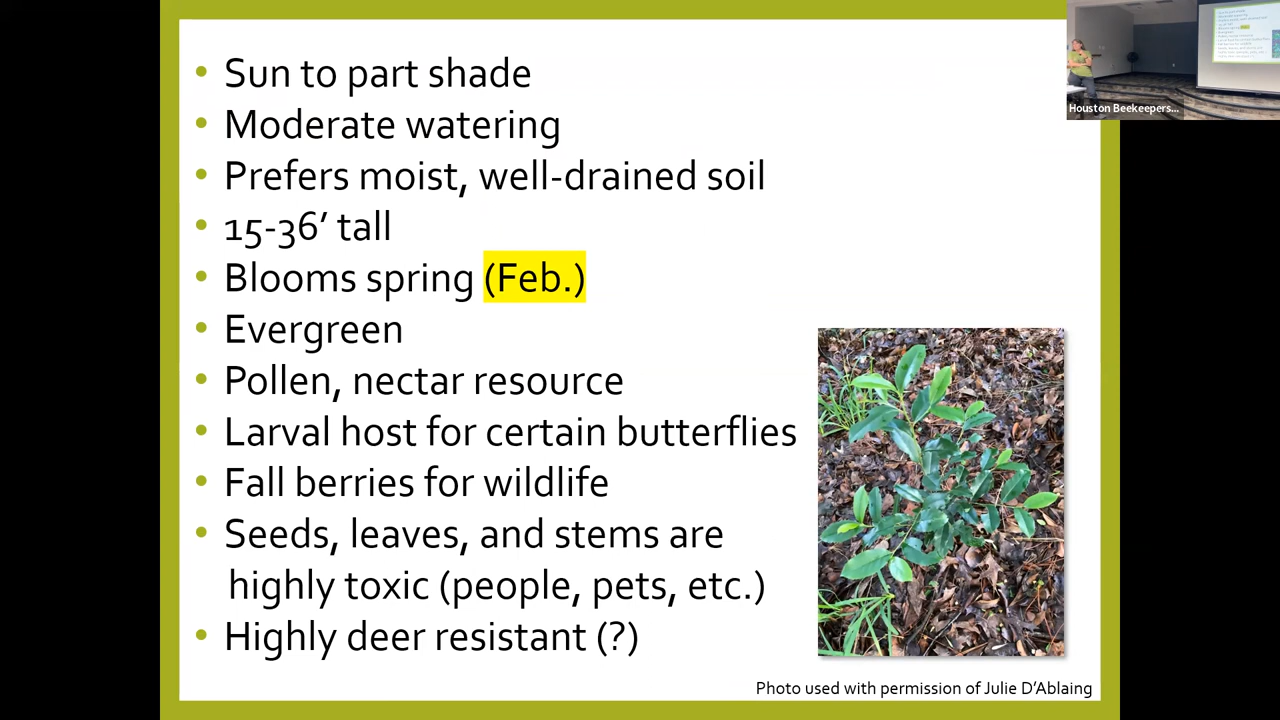 • Sun to part shade
• Moderate watering
• Prefers moist, well-drained soil
• 15-36' tall
• Blooms spring (Feb.)
• Evergreen
• Pollen, nectar resource
• Larval host for certain butterflies
• Fall berries for wildlife
• Seeds, leaves, and stems are
highly toxic (people, pets, etc.)
• Highly deer resistant (?)
Photo used with permission of Julie D'Ablaing
Houston Beekeepers...